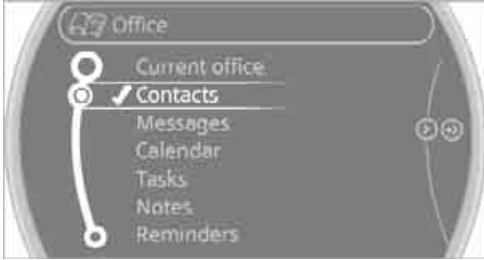 Office
Current office
Contacts
Messages
Calendar
Tasks
Notes
Reminders